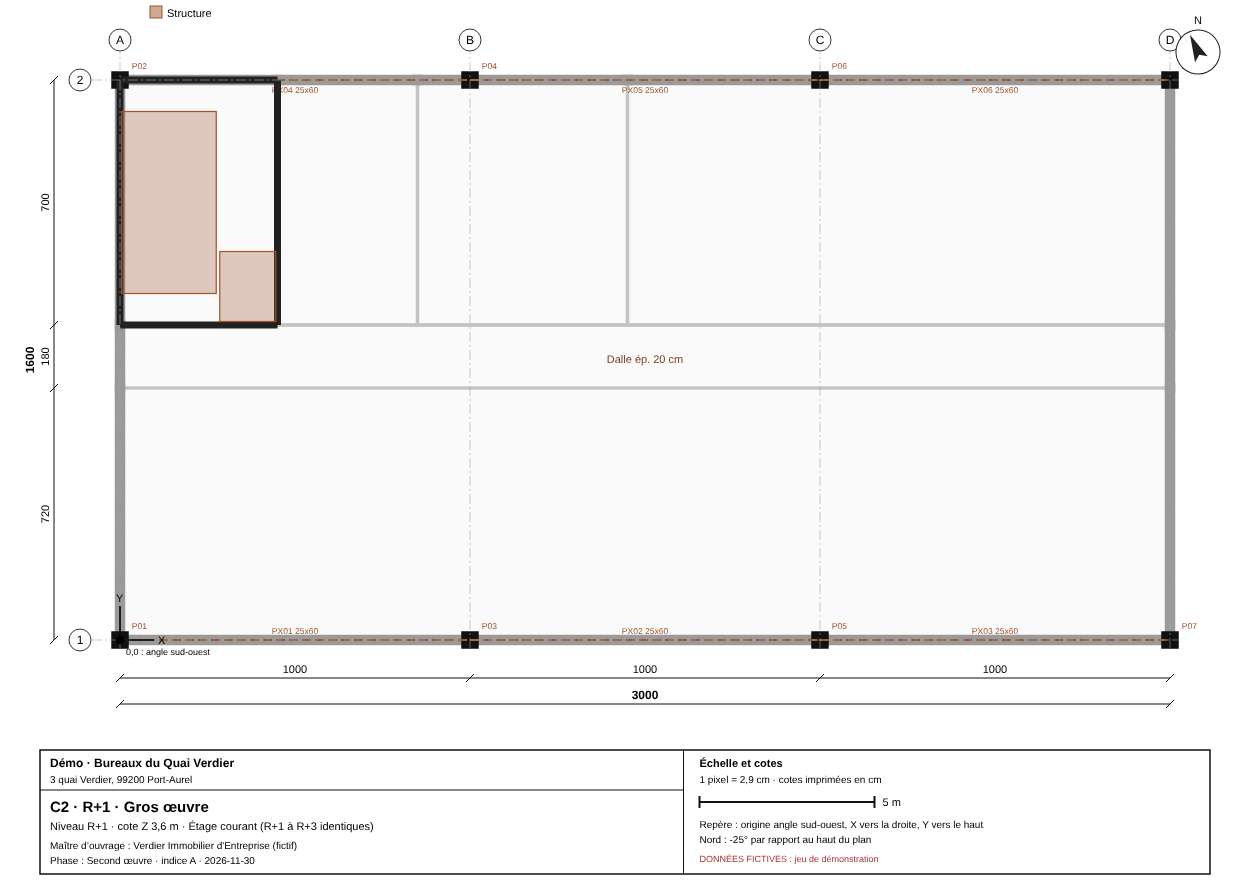 Structure
N
A
B
C
D
2
P02
P04
P06
PX04 25x60
PX05 25x60
PX06 25x60
700
1600
180
Dalle ép. 20 cm
720
Y
1
P01
X
PX01 25x60
P03
PX02 25x60
P05
PX03 25x60
P07
0,0 : angle sud-ouest
1000
1000
1000
3000
Démo · Bureaux du Quai Verdier
3 quai Verdier, 99200 Port-Aurel
C2 · R+1 · Gros œuvre
Niveau R+1 · cote Z 3,6 m · Étage courant (R+1 à R+3 identiques)
Maître d'ouvrage : Verdier Immobilier d'Entreprise (fictif)
Phase : Second œuvre · indice A · 2026-11-30
Échelle et cotes
1 pixel = 2,9 cm · cotes imprimées en cm
5 m
Repère : origine angle sud-ouest, X vers la droite, Y vers le haut
Nord : -25° par rapport au haut du plan
DONNÉES FICTIVES : jeu de démonstration